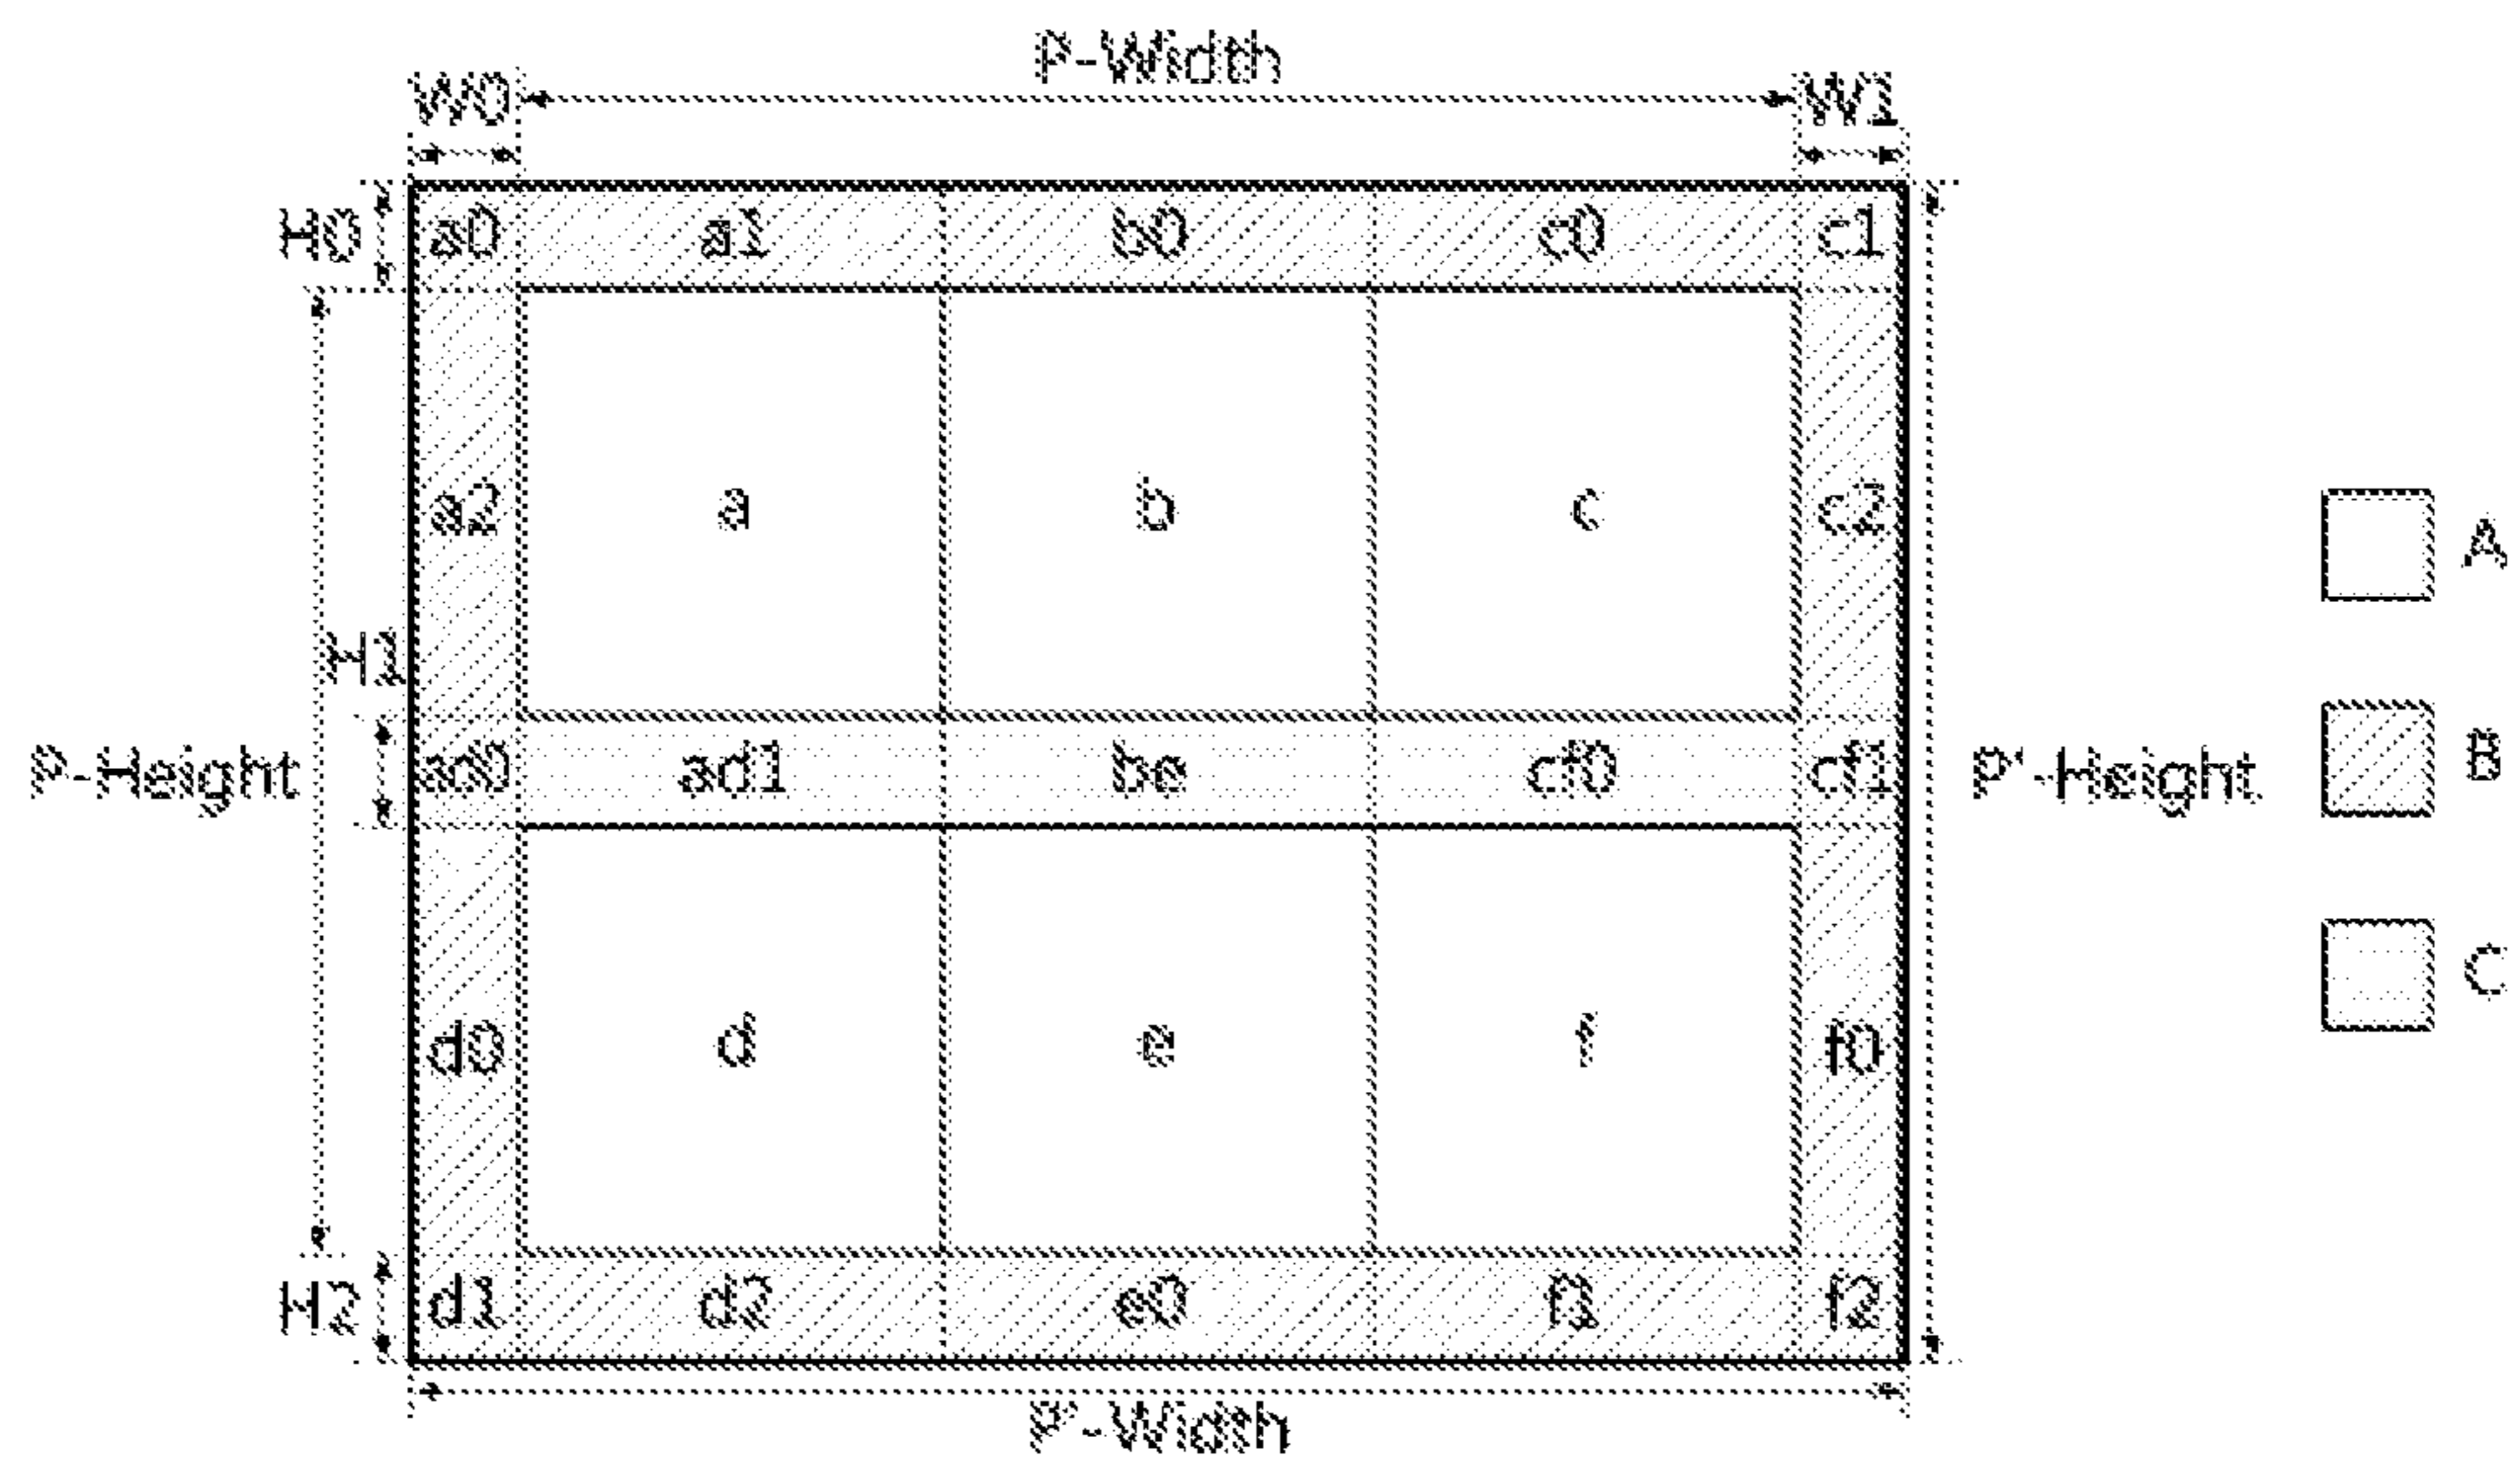 P-Width
W0 W1
H0 a0 a1 b0 c0 c1
a2 a b c c2
A
H1
P-Height ad0 ad1 be cf0 cf1 P'-Height B
C
d0 d e f f0
H2 d1 d2 e0 f1 f2
P'-Width